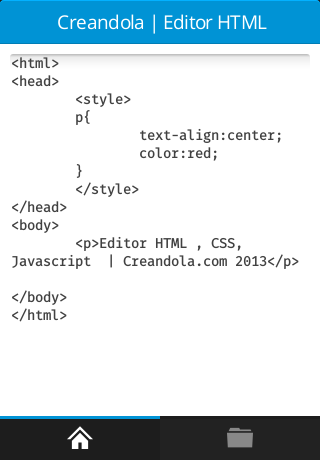 Creandola | Editor HTML
<html>
<head>
<style>
p{
text-align:center;
color:red;
}
</style>
</head>
<body>
<p>Editor HTML , CSS,
Javascript  | Creandola.com 2013</p>
</body>
</html>